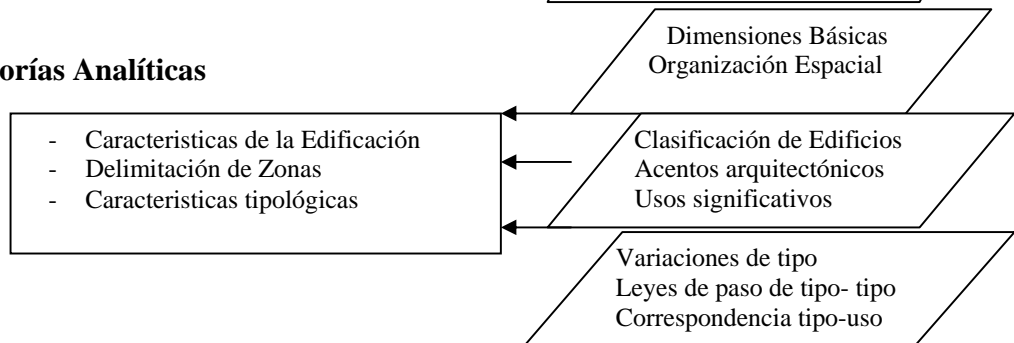 Dimensiones Básicas
Organización Espacial
orías Analíticas
- Caracteristicas de la Edificación
- Delimitación de Zonas
- Caracteristicas tipológicas
Clasificación de Edificios
Acentos arquitectónicos
Usos significativos
Variaciones de tipo
Leyes de paso de tipo- tipo
Correspondencia tipo-uso